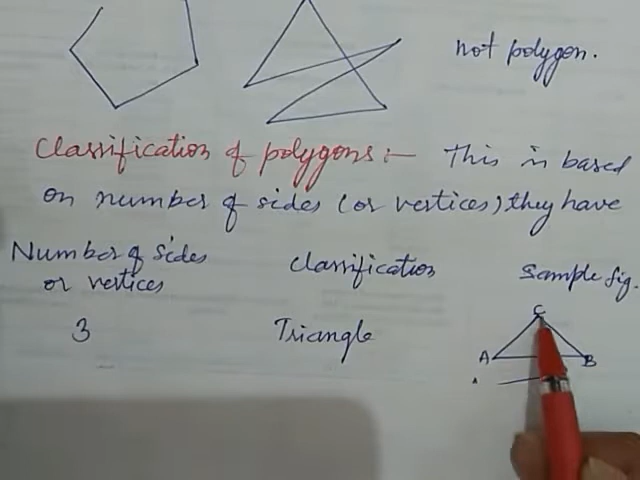 not polygon.
Classification of polygons :- This is based
on number of sides (or vertices) they have
Number of sides
or vertices
Classification
Sample fig.
3
Triangle
C
A
B